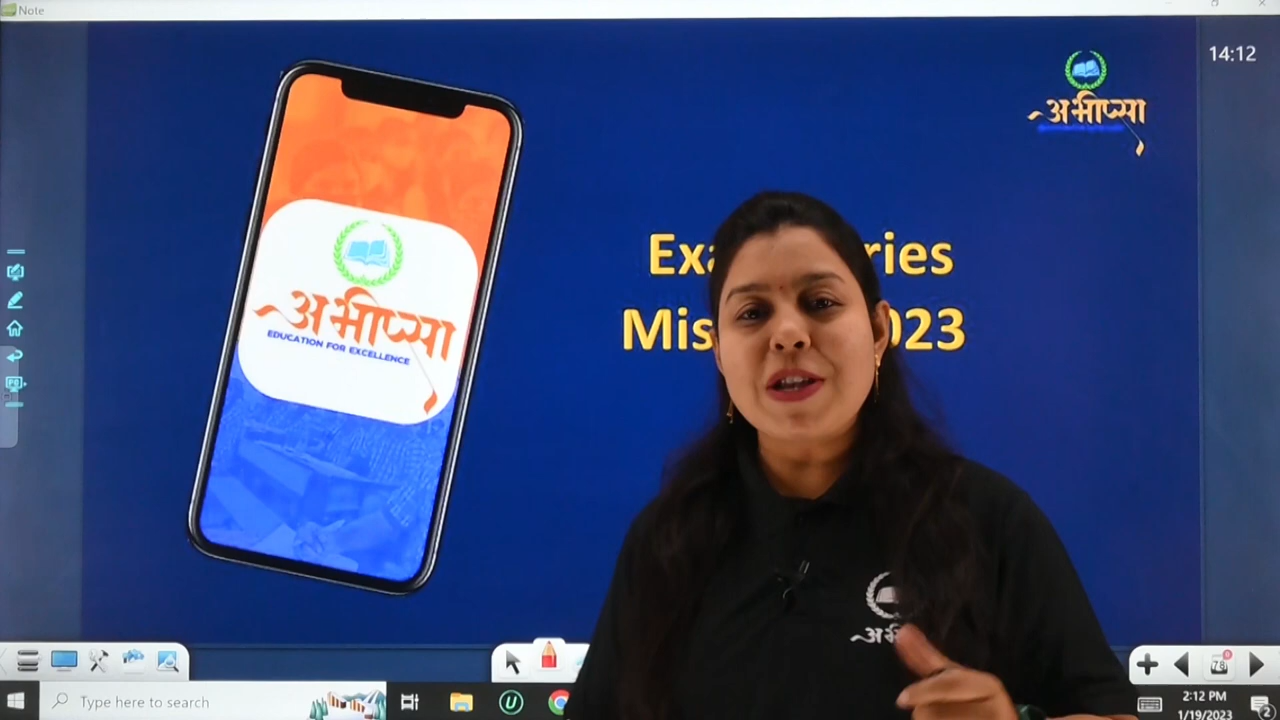 Note
14:12
अभीप्सा
Exa ries
Mis 023
अभीप्सा
EDUCATION FOR EXCELLENCE
Type here to search
2:12 PM
1/19/2023